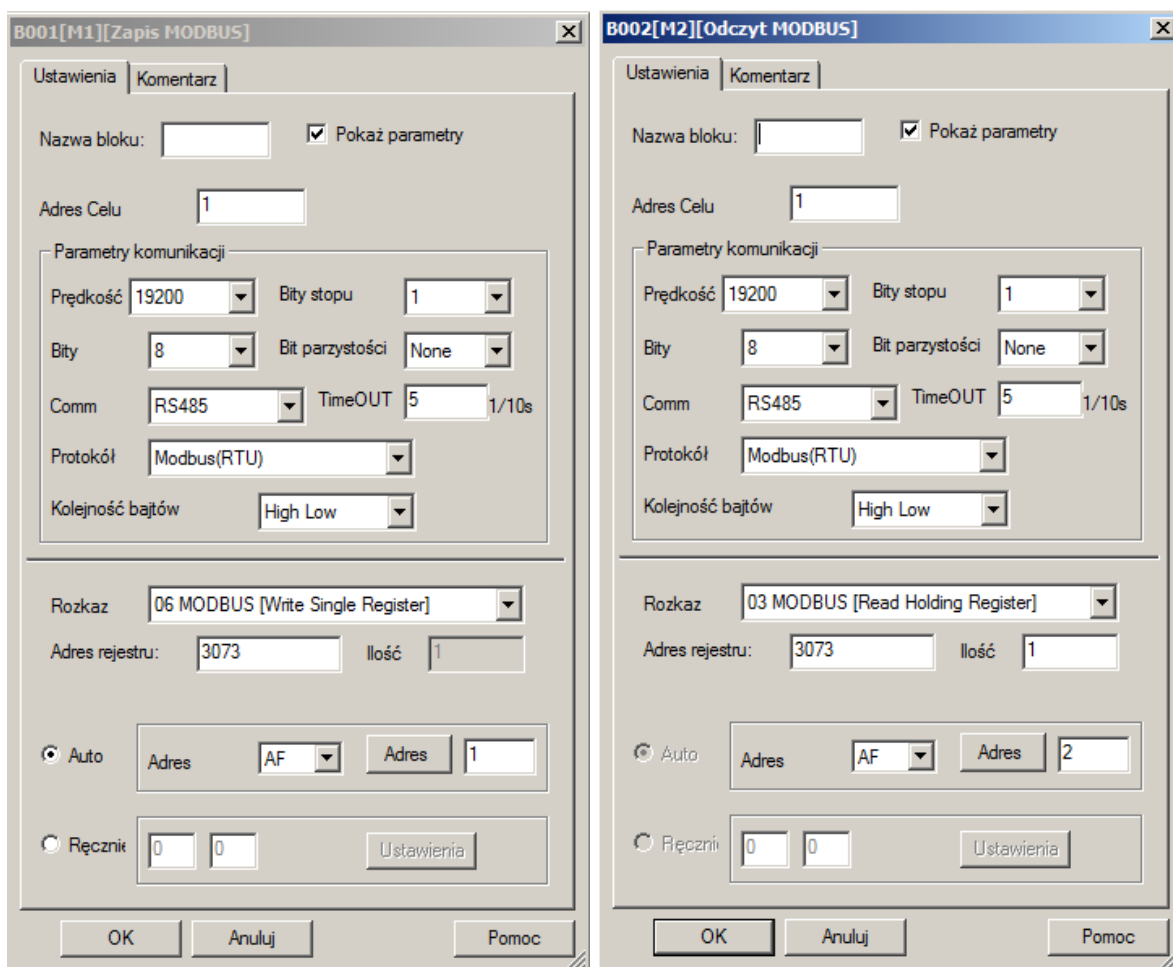 B001[M1][Zapis MODBUS]
Ustawienia Komentarz
Nazwa bloku: Pokaż parametry
Adres Celu 1
Parametry komunikacji
Prędkość 19200 Bity stopu 1
Bity 8 Bit parzystości None
Comm RS485 TimeOUT 5 1/10s
Protokół Modbus(RTU)
Kolejność bajtów High Low
Rozkaz 06 MODBUS [Write Single Register]
Adres rejestru: 3073 Ilość 1
Auto Adres AF Adres 1
Ręcznie 0 0 Ustawienia
OK Anuluj Pomoc
B002[M2][Odczyt MODBUS]
Ustawienia Komentarz
Nazwa bloku: Pokaż parametry
Adres Celu 1
Parametry komunikacji
Prędkość 19200 Bity stopu 1
Bity 8 Bit parzystości None
Comm RS485 TimeOUT 5 1/10s
Protokół Modbus(RTU)
Kolejność bajtów High Low
Rozkaz 03 MODBUS [Read Holding Register]
Adres rejestru: 3073 Ilość 1
Auto Adres AF Adres 2
Ręczni 0 0 Ustawienia
OK Anuluj Pomoc